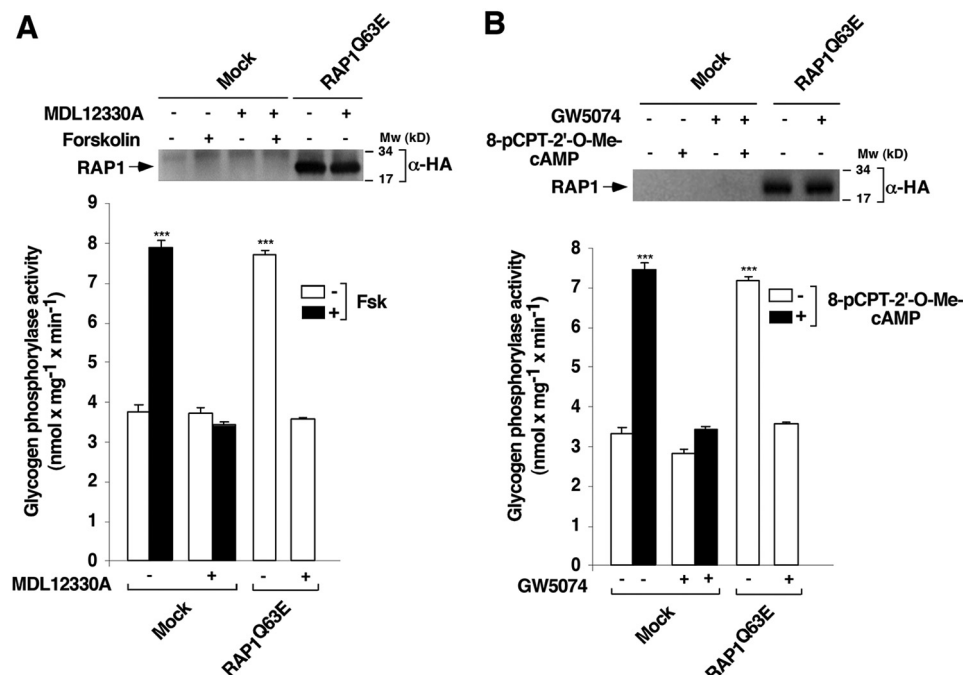 A
Mock
RAP1Q63E
MDL12330A - - + + - +
Forskolin - + - + - -
Mw (kD)
RAP1
34
17
α-HA
Glycogen phosphorylase activity
(nmol x mg-1 x min-1)
9
8
7
6
5
4
3
2
1
0
***
***
-
+
Fsk
MDL12330A - + - +
Mock
RAP1Q63E
B
Mock
RAP1Q63E
GW5074 - - + + - +
8-pCPT-2'-O-Me-
cAMP - + - + - -
Mw (kD)
RAP1
34
17
α-HA
Glycogen phosphorylase activity
(nmol x mg-1 x min-1)
8
7
6
5
4
3
2
1
0
***
***
-
+
8-pCPT-2'-O-Me-
cAMP
GW5074 - - + + - +
Mock
RAP1Q63E